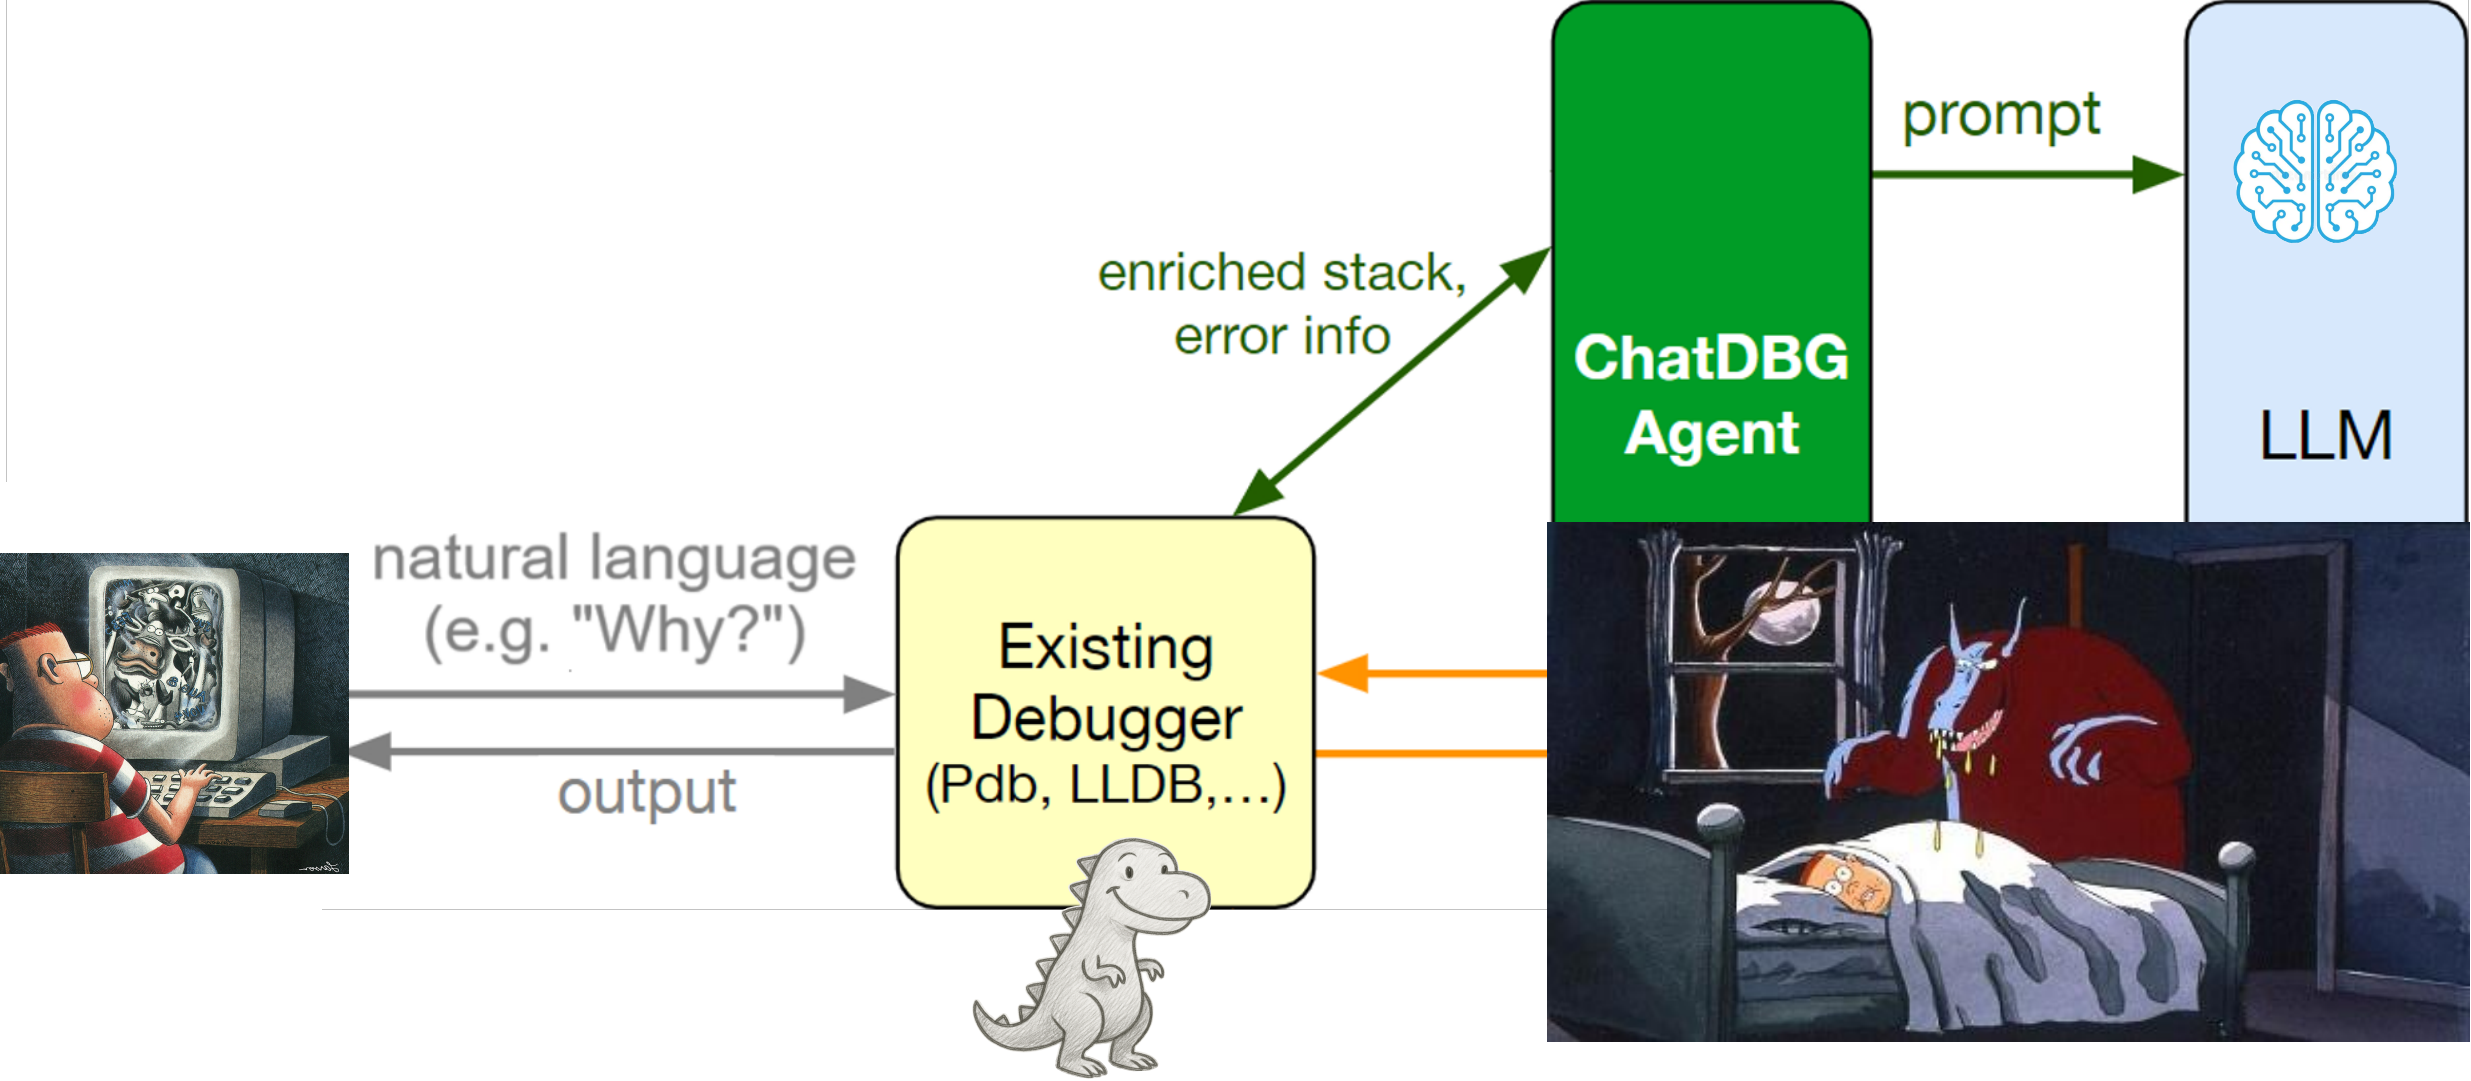 prompt
enriched stack,
error info
ChatDBG
Agent
LLM
natural language
(e.g. "Why?")
output
Existing
Debugger
(Pdb, LLDB,...)